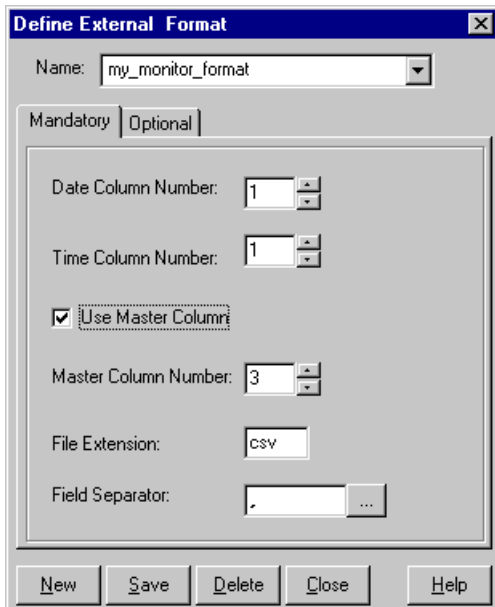 Define External Format
Name: my_monitor_format
Mandatory Optional
Date Column Number: 1
Time Column Number: 1
Use Master Column
Master Column Number: 3
File Extension: csv
Field Separator: , ...
New Save Delete Close Help